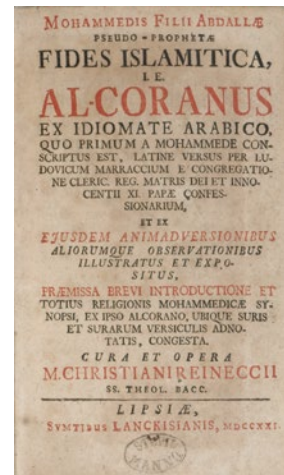 MOHAMMEDIS FILII ABDALLÆ
PSEUDO-PROPHETÆ
FIDES ISLAMITICA,
I. E.
AL-CORANUS
EX IDIOMATE ARABICO,
QUO PRIMUM A MOHAMMEDE CON-
SCRIPTUS EST, LATINE VERSUS PER LU-
DOVICUM MARRACCIUM E CONGREGATIO-
NE CLERIC. REG. MATRIS DEI ET INNO-
CENTII XI. PAPÆ CONFES-
SIONARIUM,
ET EX
EJUSDEM ANIMADVERSIONIBUS
ALIORUMQUE OBSERVATIONIBUS
ILLUSTRATUS ET EXPO-
SITUS,
PRÆMISSA BREVI INTRODUCTIONE ET
TOTIUS RELIGIONIS MOHAMMEDICÆ SY-
NOPSI, EX IPSO ALCORANO, UBIQUE SURIS
ET SURARUM VERSICULIS ADNO-
TATIS, CONGESTA.
CURA ET OPERA
M. CHRISTIANI REINECCII
SS. THEOL. BACC.
LIPSIÆ,
SVMTIBUS LANCKISIANIS, MDCCXXI.